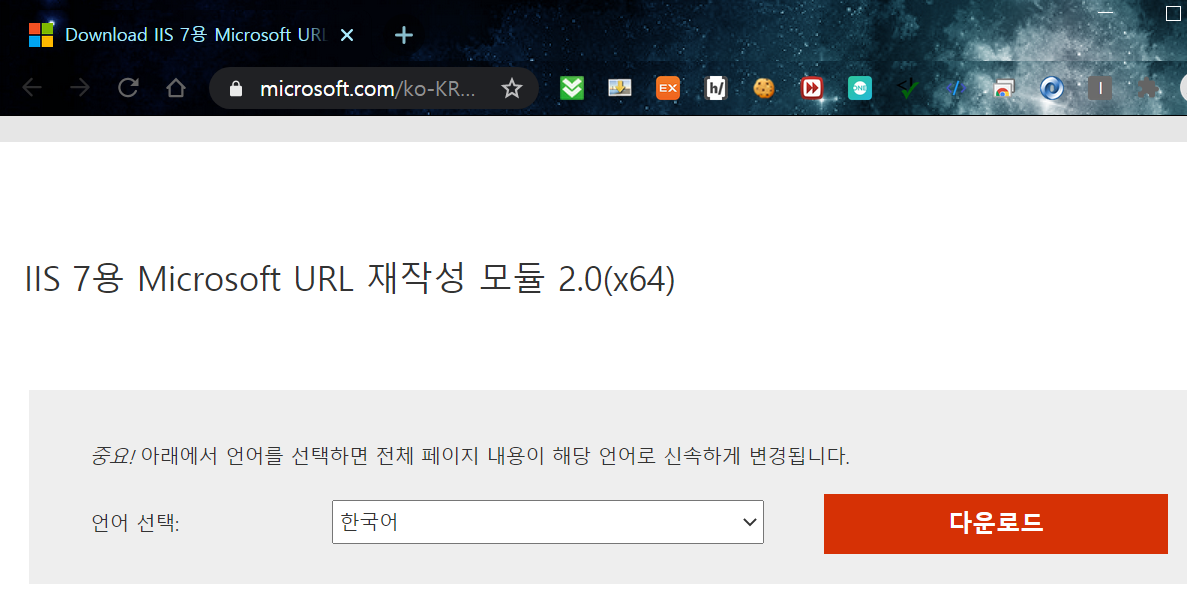 Download IIS 7용 Microsoft URL
microsoft.com/ko-KR...
EX
h/
ONE
I
IIS 7용 Microsoft URL 재작성 모듈 2.0(x64)
중요! 아래에서 언어를 선택하면 전체 페이지 내용이 해당 언어로 신속하게 변경됩니다.
언어 선택:
한국어
다운로드